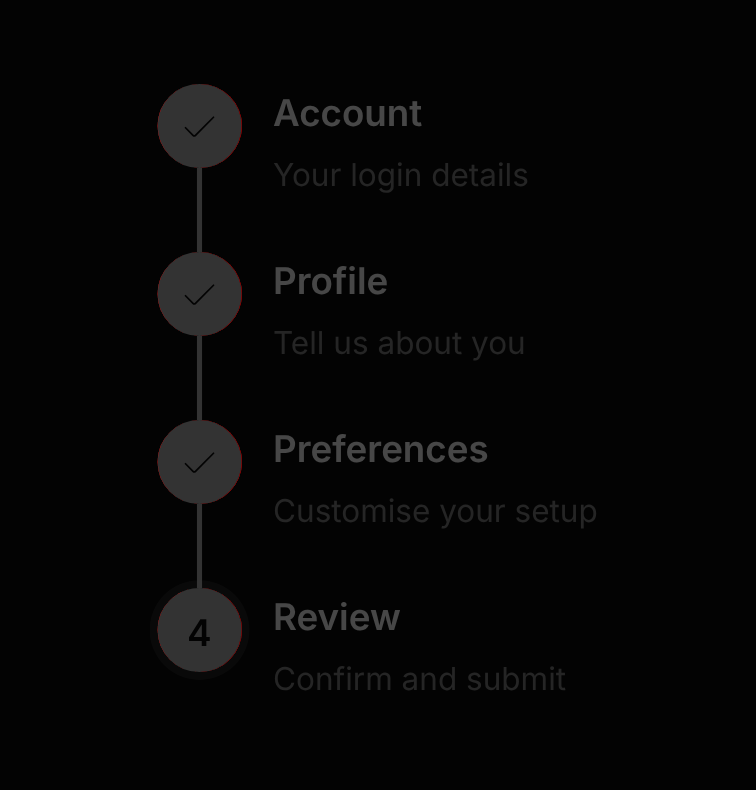 Account
Your login details
Profile
Tell us about you
Preferences
Customise your setup
4 Review
Confirm and submit